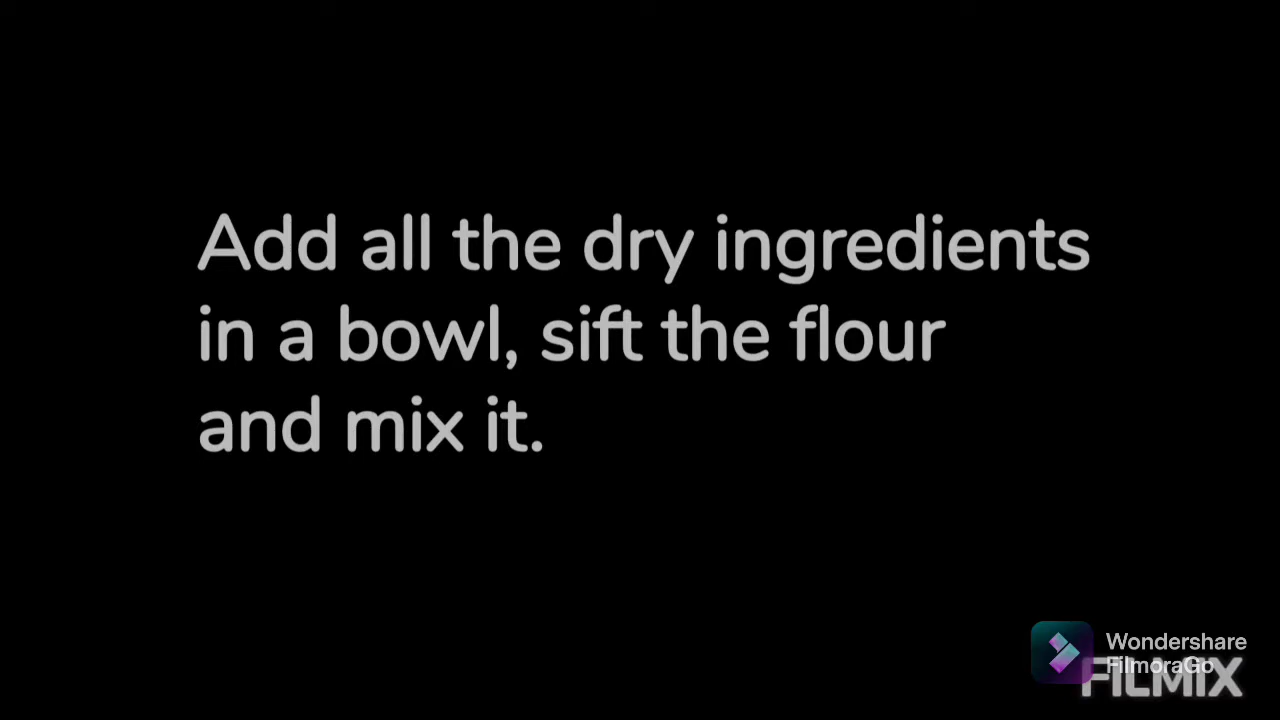 Add all the dry ingredients
in a bowl, sift the flour
and mix it.
Wondershare
FilmoraGo
FILMIX